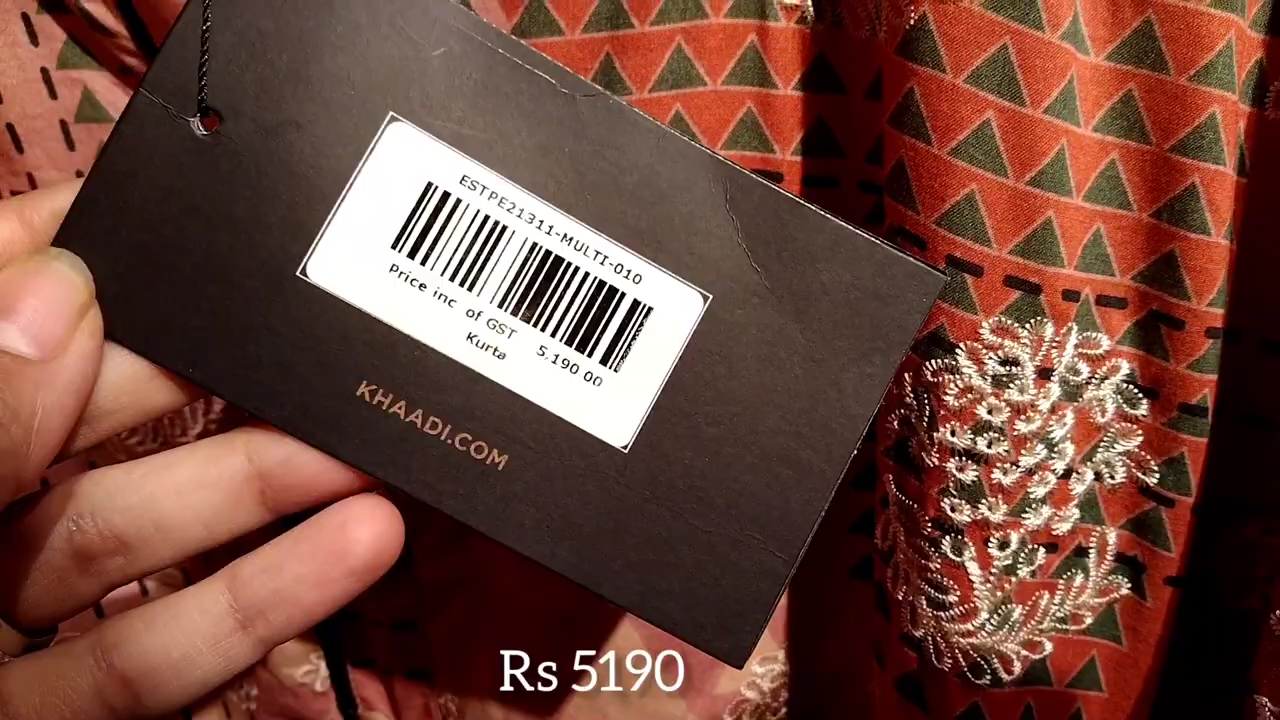 ESTPE21311-MULTI-010
Price inc of GST 5,190 00
Kurta
KHAADI.COM
Rs 5190